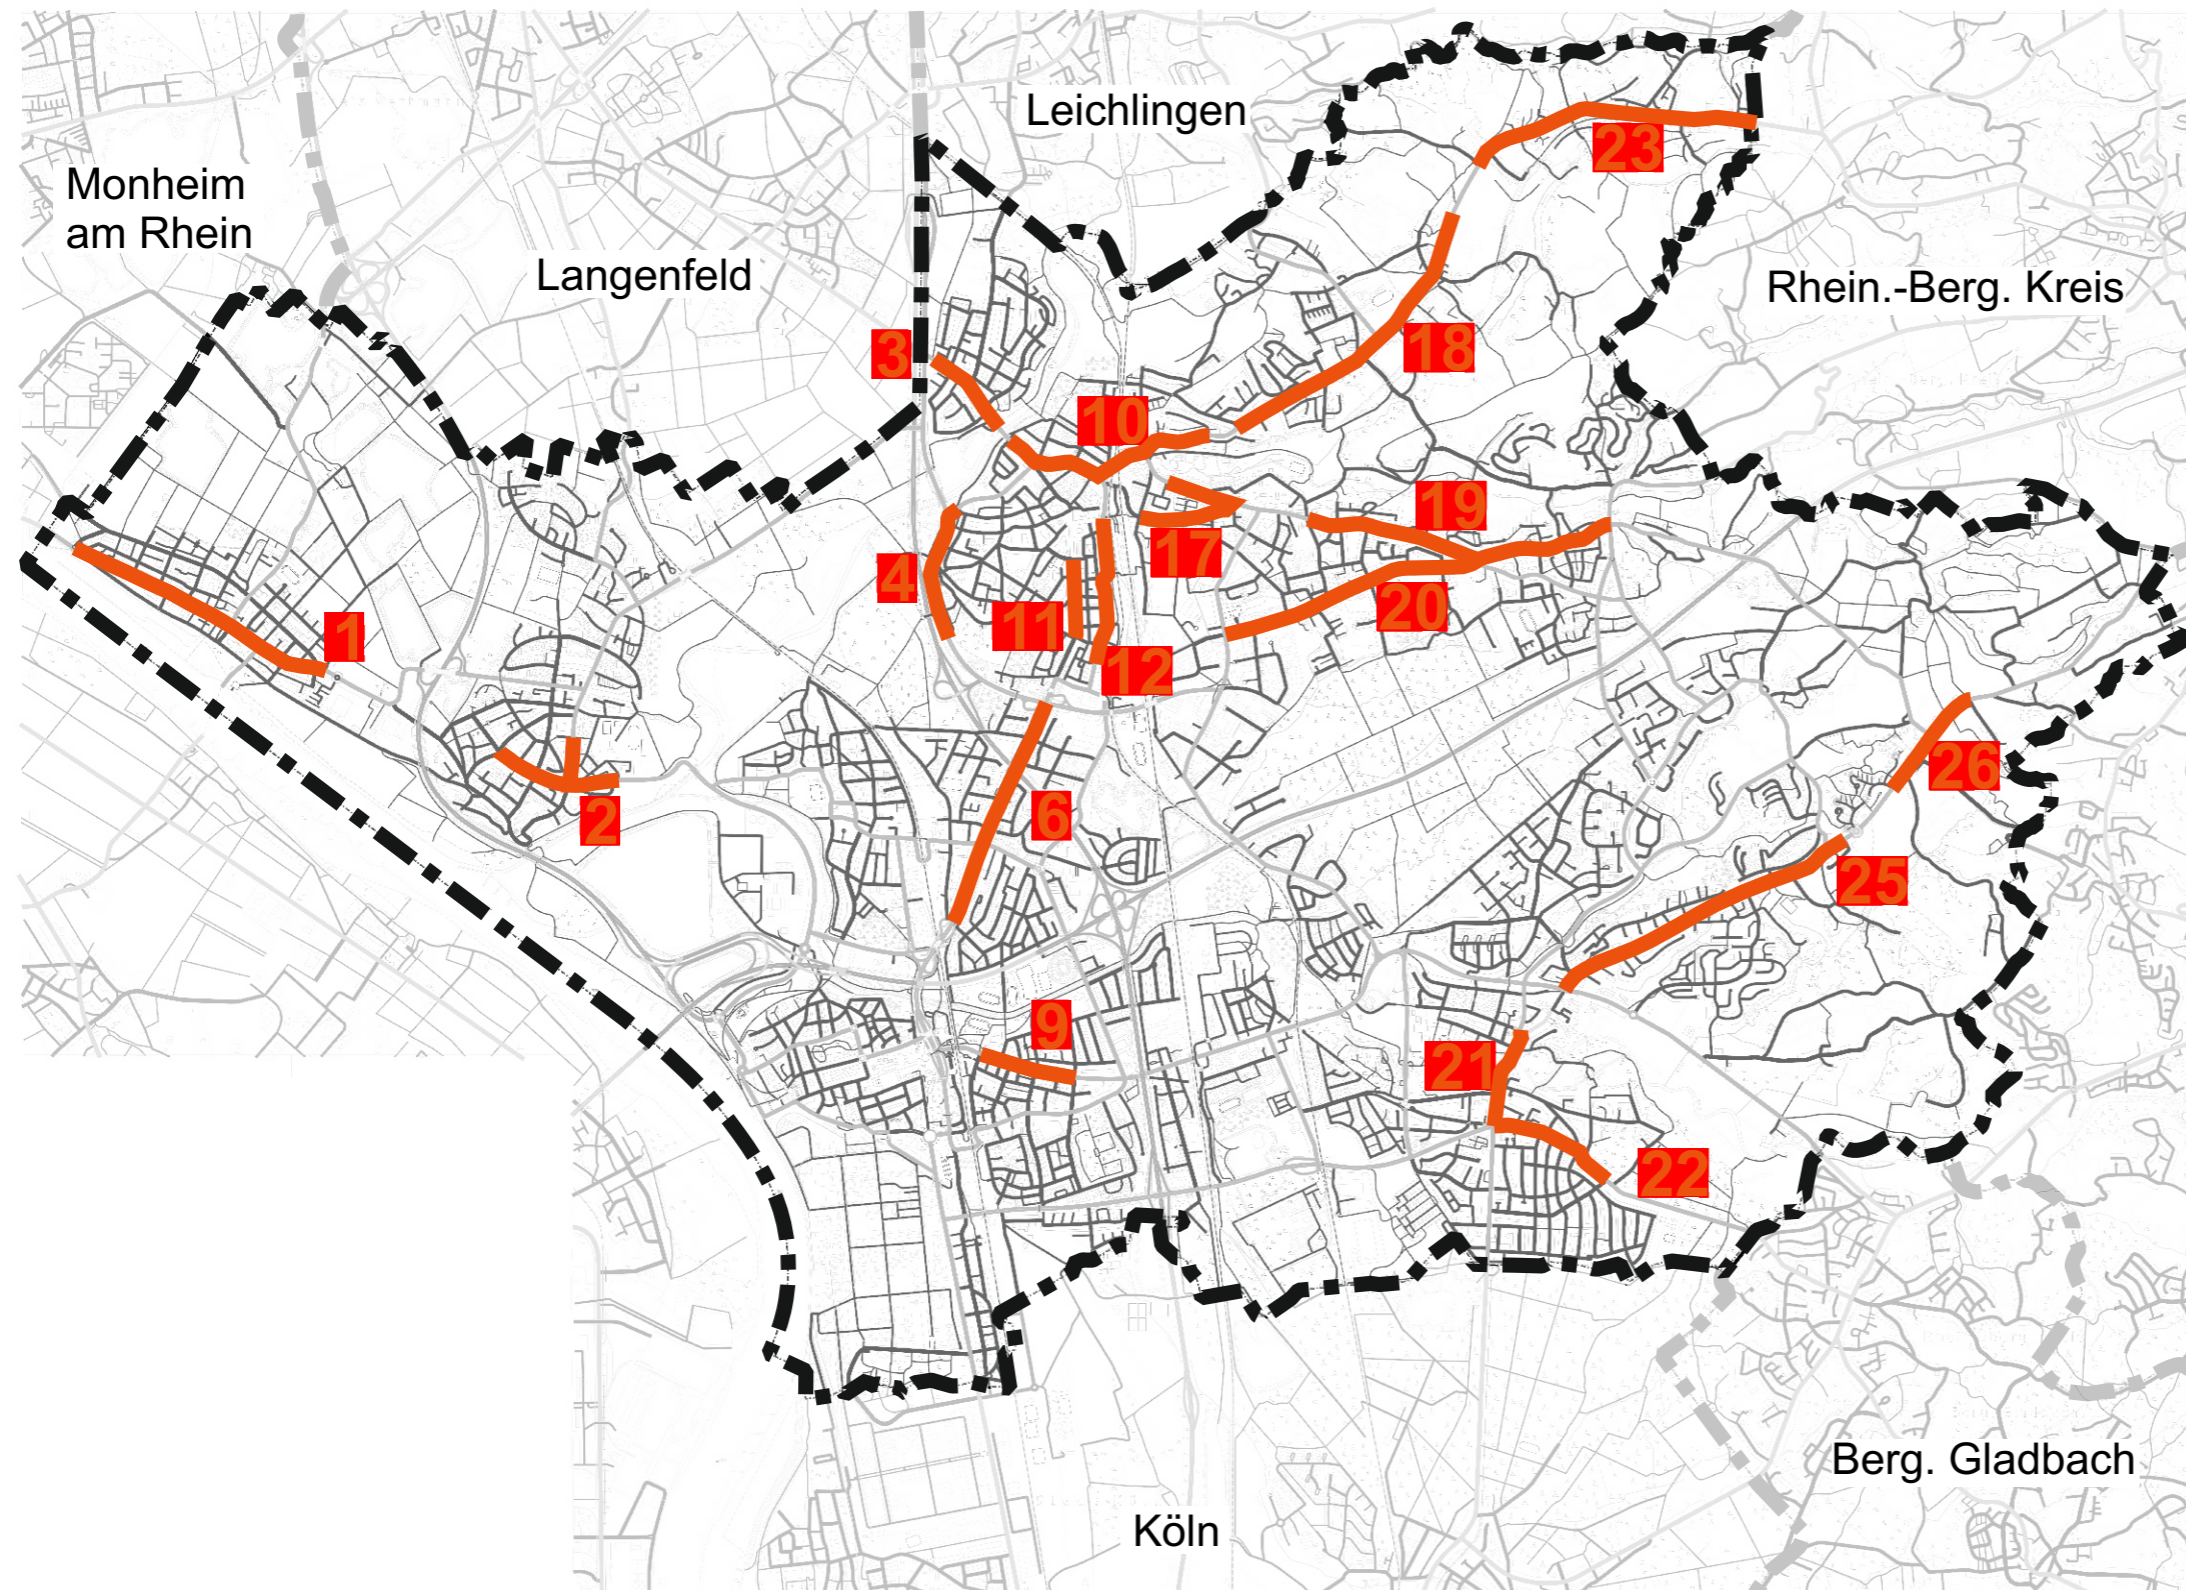 Leichlingen
23
Monheim
am Rhein
Langenfeld
Rhein.-Berg. Kreis
3
18
10
19
17
4
20
11
1
12
26
6
2
25
9
21
22
Berg. Gladbach
Köln